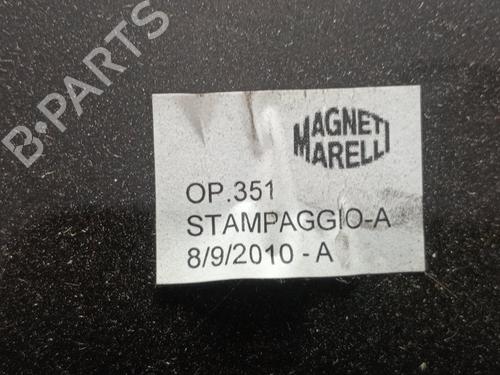 B-PARTS
MAGNETI
MARELLI
OP.351
STAMPAGGIO-A
8/9/2010 - A